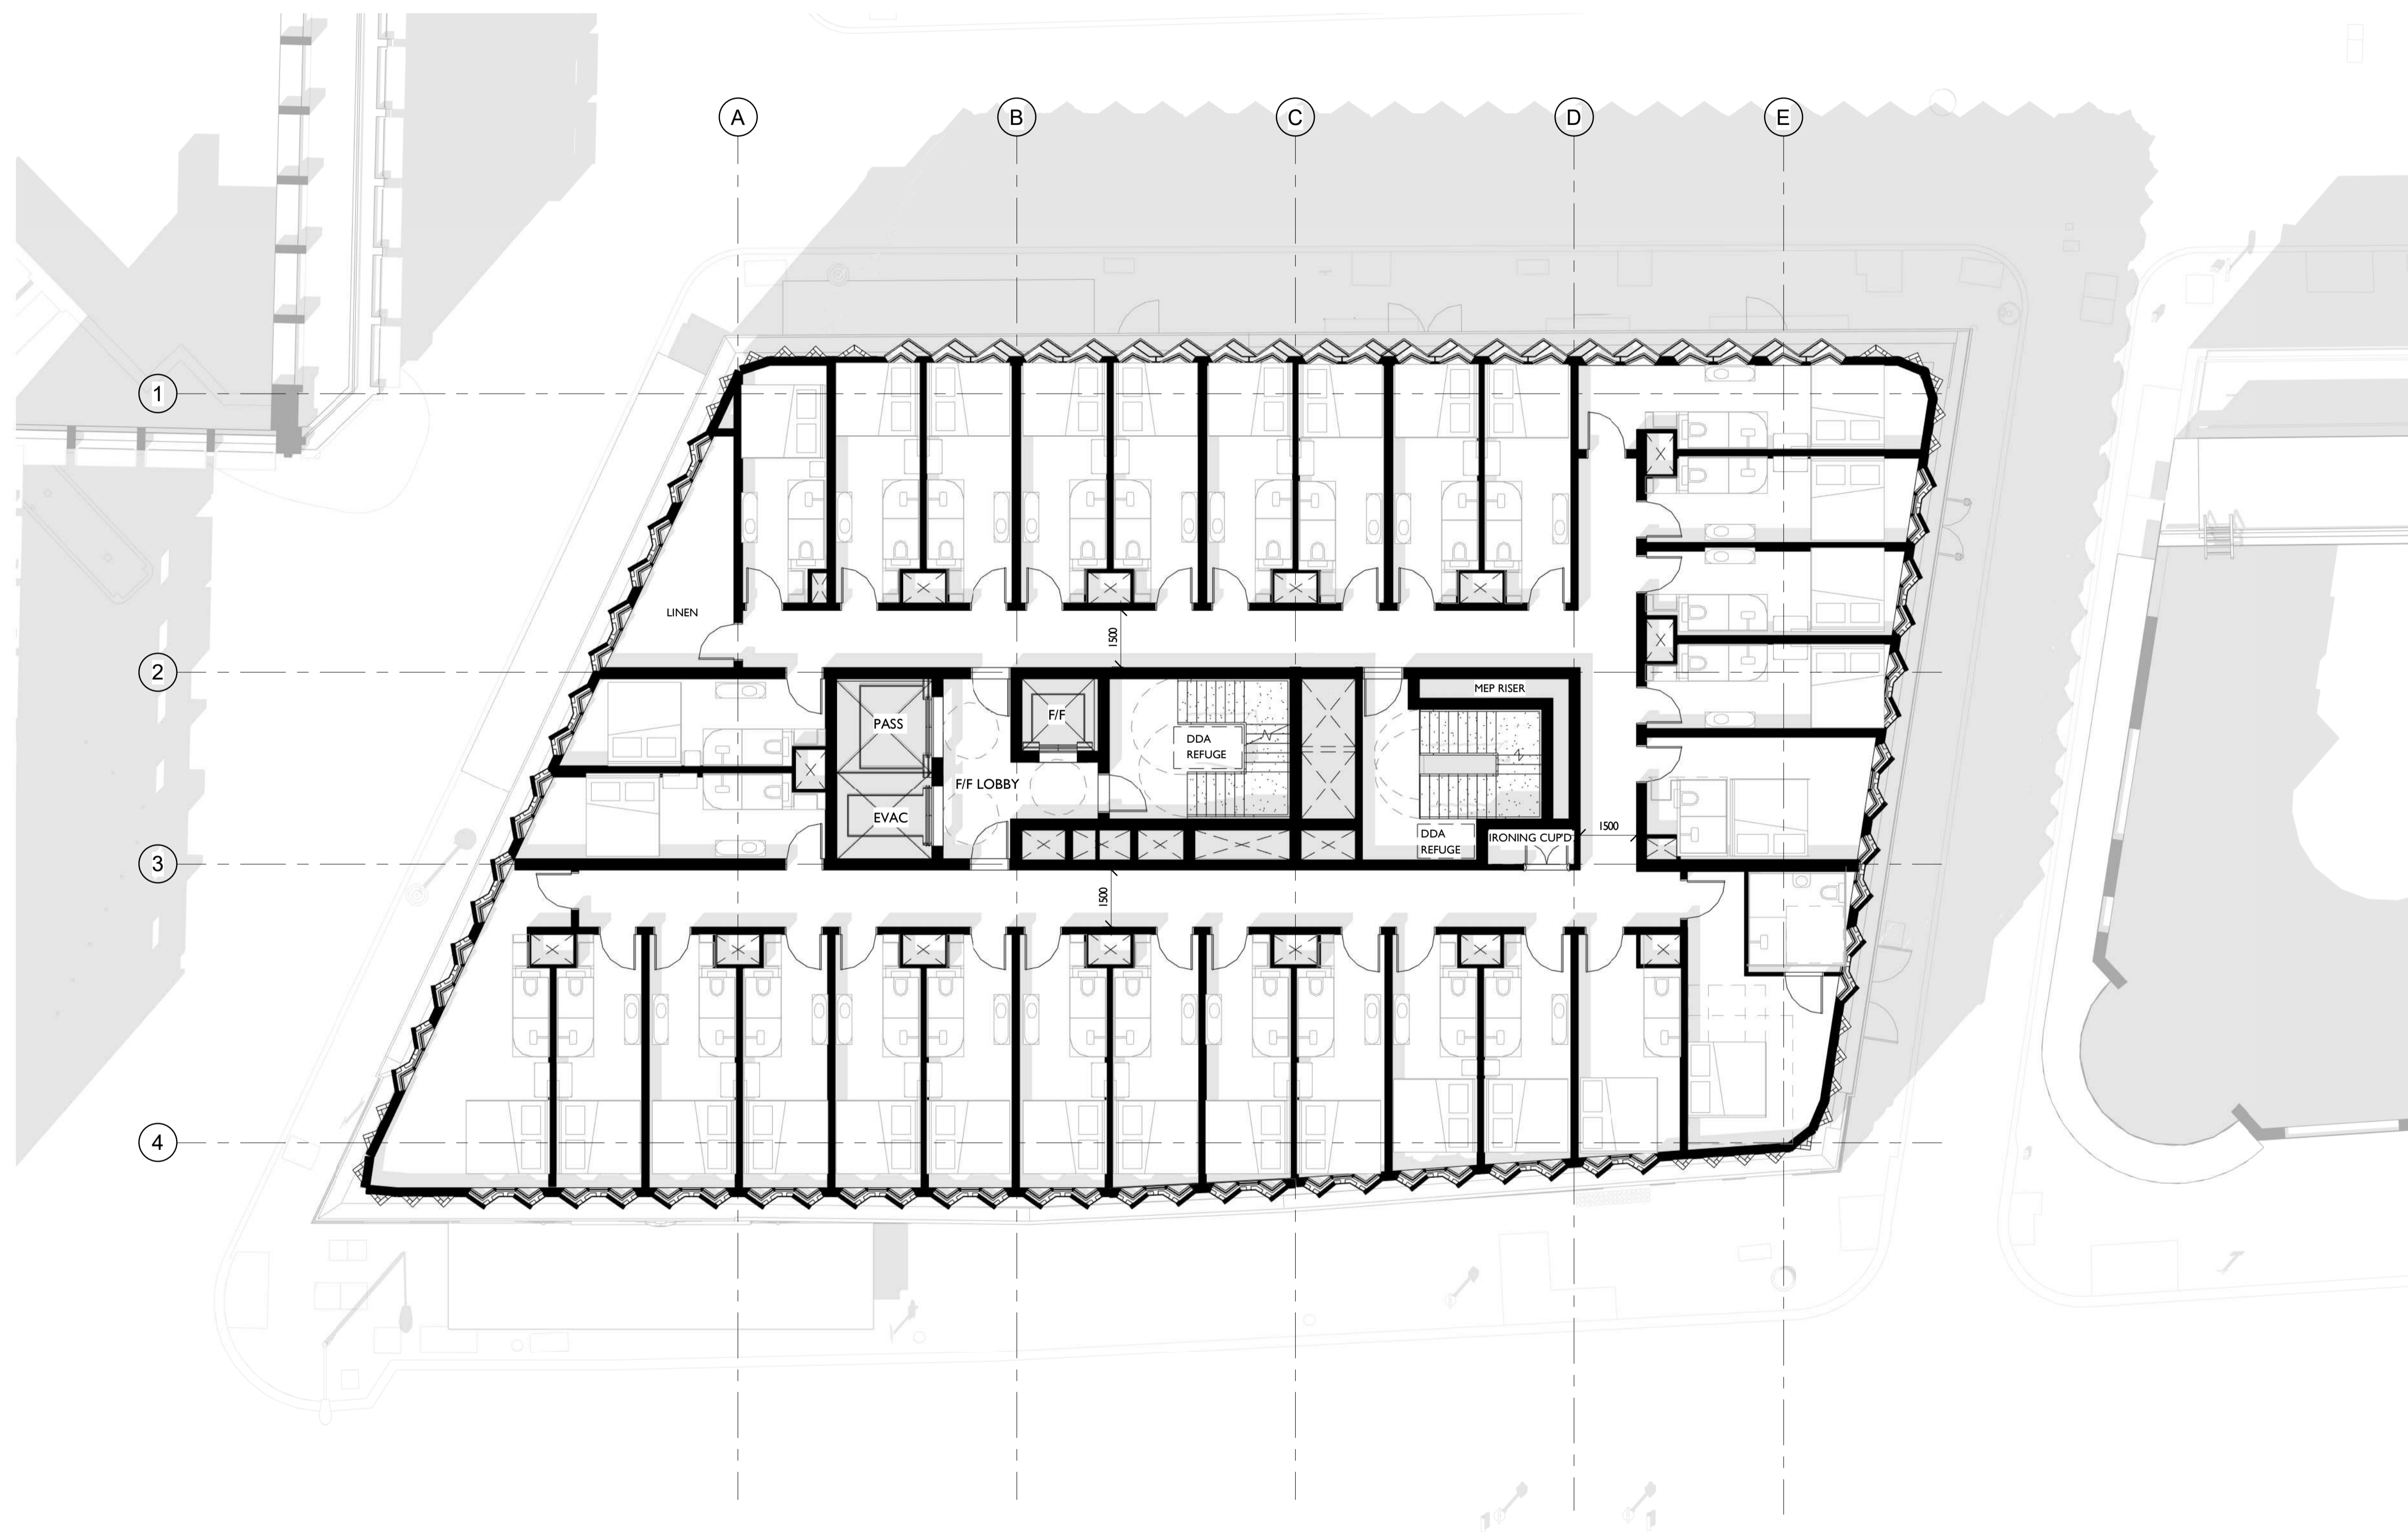 A
B
C
D
E
1
LINEN
1500
2
MEP RISER
PASS
F/F
DDA
REFUGE
F/F LOBBY
EVAC
DDA
REFUGE
IRONING CUP'D
1500
3
1500
4